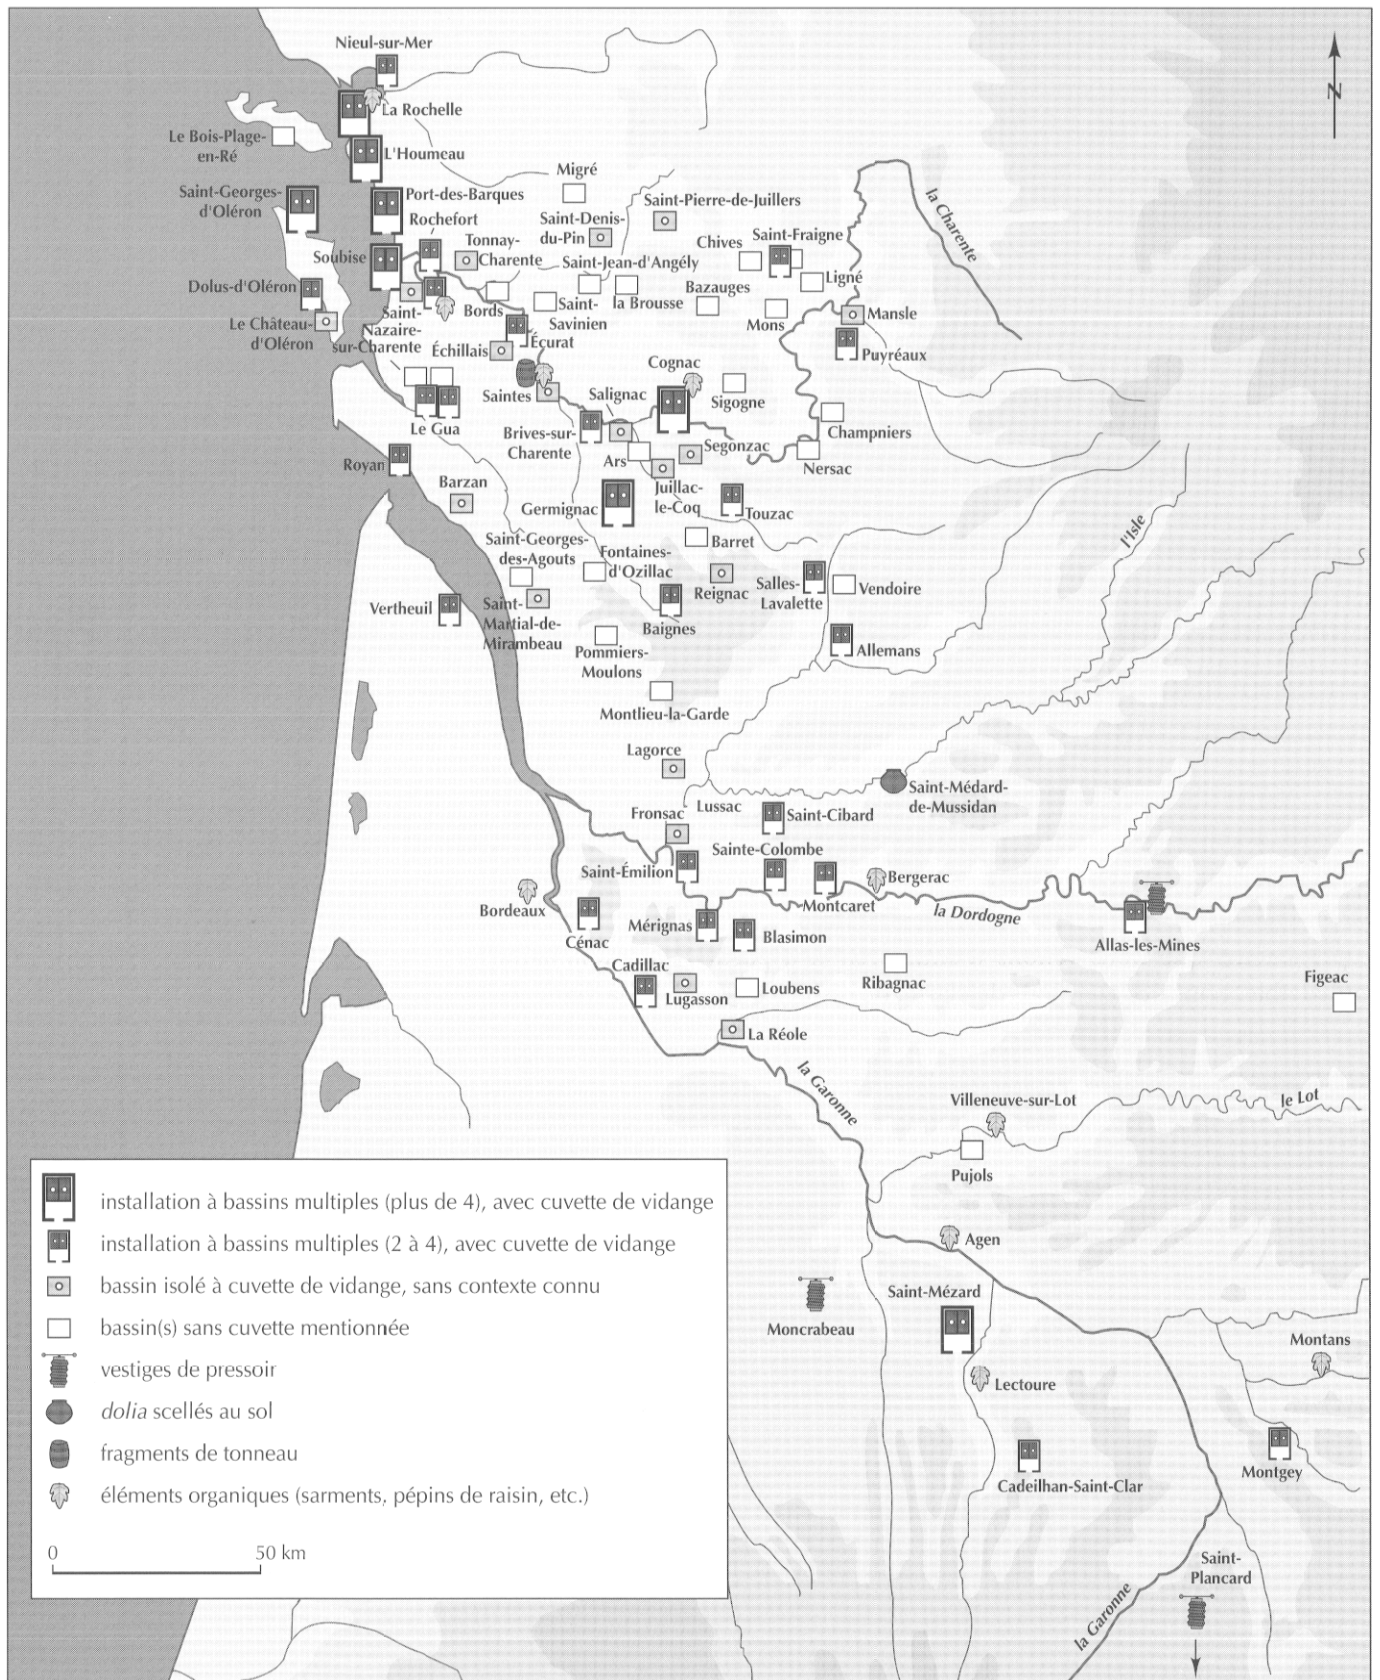 Nieul-sur-Mer
N
La Rochelle
Le Bois-Plage-
en-Ré
L'Houmeau
Migré
Saint-Georges-
d'Oléron
Port-des-Barques
Saint-Pierre-de-Juillers
la Charente
Rochefort
Saint-Denis-
du-Pin
Tonnay-
Charente
Chives
Saint-Fraigne
Soubise
Saint-Jean-d'Angély
Ligné
Dolus-d'Oléron
la Brousse
Bazauges
Le Château-
d'Oléron
Saint-
Nazaire-
sur-Charente
Bords
Saint-
Savinien
Mons
Mansle
Échillais
Écurat
Puyréaux
Cognac
Saintes
Salignac
Sigogne
Le Gua
Brives-sur-
Charente
Champniers
Ars
Segonzac
Nersac
Royan
Barzan
Juillac-
le-Coq
Germignac
Touzac
l'Isle
Saint-Georges-
des-Agouts
Fontaines-
d'Ozillac
Barret
Reignac
Salles-
Lavalette
Vendoire
Vertheuil
Saint-
Martial-de-
Mirambeau
Baignes
Pommiers-
Moulons
Allemans
Montlieu-la-Garde
Lagorce
Saint-Médard-
de-Mussidan
Lussac
Fronsac
Saint-Cibard
Saint-Émilion
Sainte-Colombe
Bergerac
Bordeaux
Montcaret
la Dordogne
Cénac
Mérignas
Blasimon
Allas-les-Mines
Cadillac
Lugasson
Loubens
Ribagnac
Figeac
La Réole
la Garonne
Villeneuve-sur-Lot
le Lot
Pujols
installation à bassins multiples (plus de 4), avec cuvette de vidange
installation à bassins multiples (2 à 4), avec cuvette de vidange
bassin isolé à cuvette de vidange, sans contexte connu
bassin(s) sans cuvette mentionnée
vestiges de pressoir
dolia scellés au sol
fragments de tonneau
éléments organiques (sarments, pépins de raisin, etc.)
0 50 km
Agen
Saint-Mézard
Moncrabeau
Montans
Lectoure
Montgey
Cadeilhan-Saint-Clar
Saint-
Plancard
la Garonne